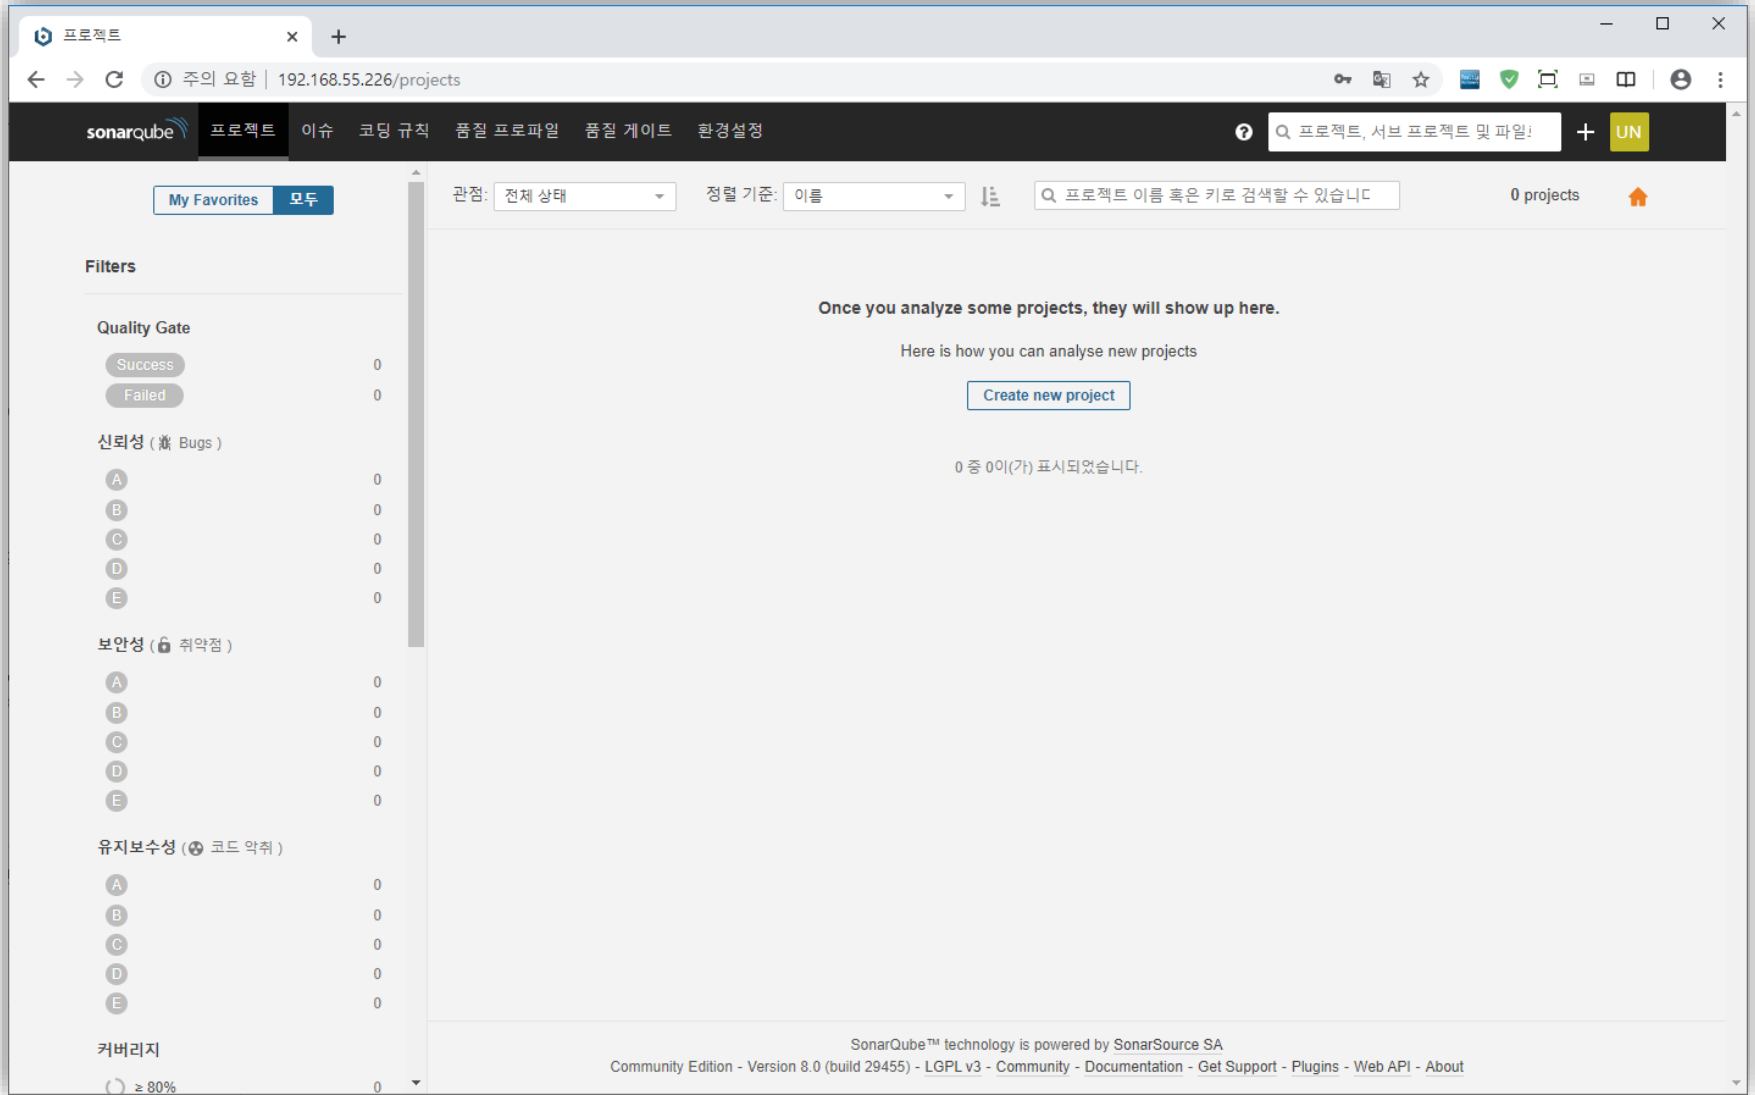 프로젝트
주의 요함 | 192.168.55.226/projects
sonarqube 프로젝트 이슈 코딩 규칙 품질 프로파일 품질 게이트 환경설정 프로젝트, 서브 프로젝트 및 파일 UN
My Favorites 모두
관점: 전체 상태 정렬 기준: 이름 프로젝트 이름 혹은 키로 검색할 수 있습니 0 projects
Filters
Once you analyze some projects, they will show up here.
Here is how you can analyse new projects
Create new project
0 중 0이(가) 표시되었습니다.
Quality Gate
Success 0
Failed 0
신뢰성 ( Bugs )
A 0
B 0
C 0
D 0
E 0
보안성 ( 취약점 )
A 0
B 0
C 0
D 0
E 0
유지보수성 ( 코드 악취 )
A 0
B 0
C 0
D 0
E 0
커버리지
≥ 80% 0
SonarQube™ technology is powered by SonarSource SA
Community Edition - Version 8.0 (build 29455) - LGPL v3 - Community - Documentation - Get Support - Plugins - Web API - About